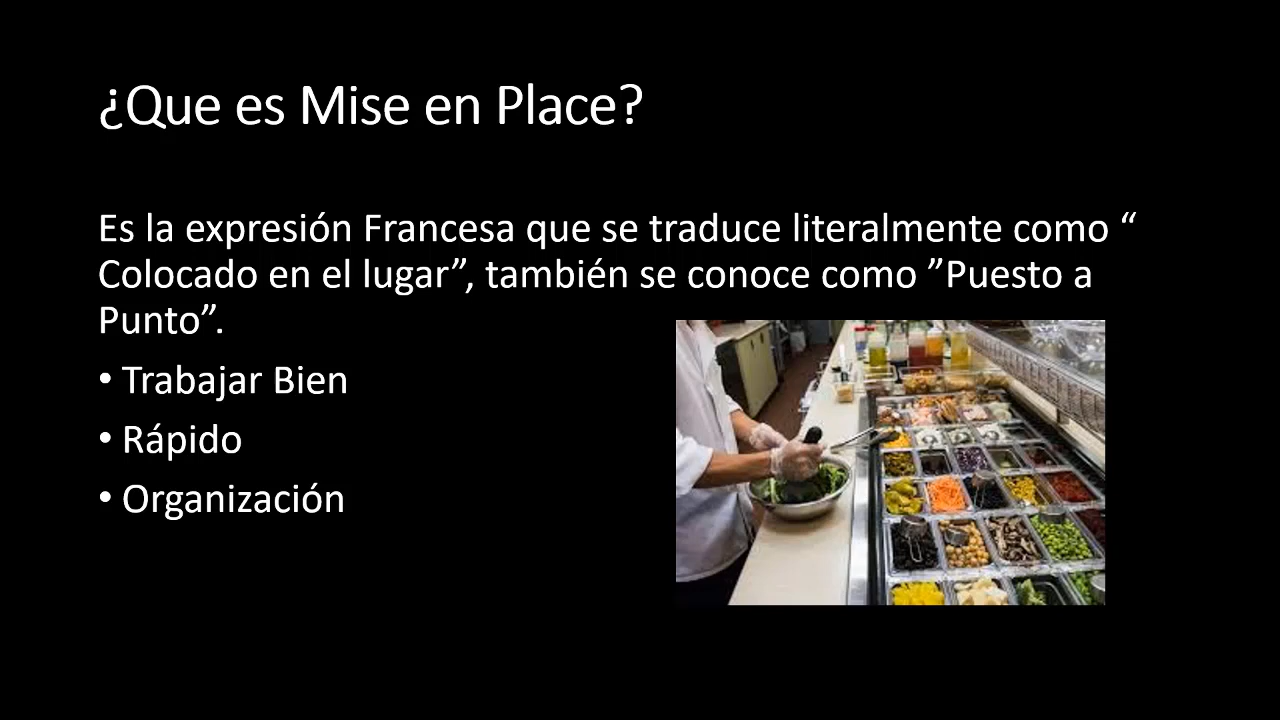 ¿Que es Mise en Place?
Es la expresión Francesa que se traduce literalmente como “
Colocado en el lugar”, también se conoce como ”Puesto a
Punto”.
• Trabajar Bien
• Rápido
• Organización